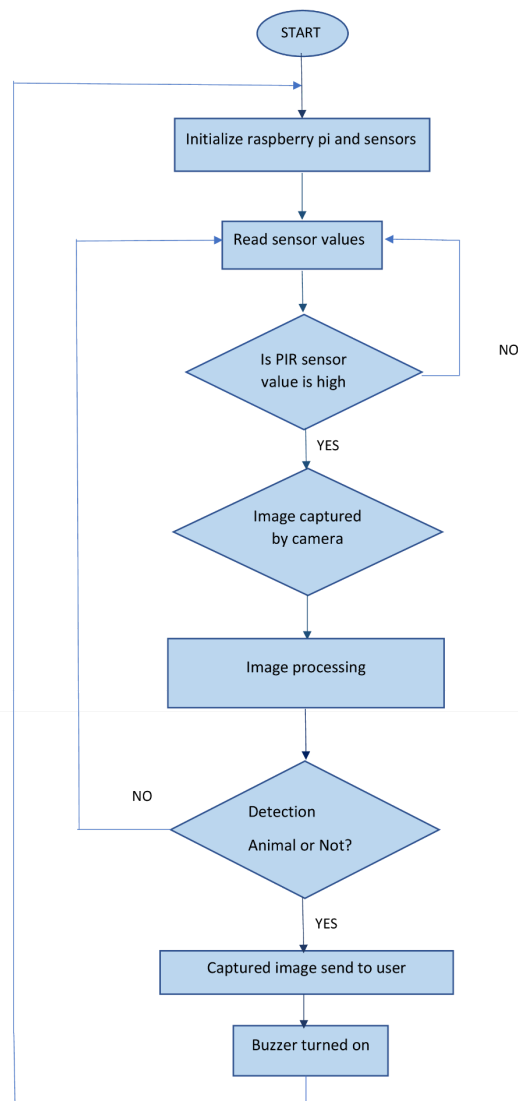 START
Initialize raspberry pi and sensors
Read sensor values
Is PIR sensor
value is high
NO
YES
Image captured
by camera
Image processing
NO
Detection
Animal or Not?
YES
Captured image send to user
Buzzer turned on